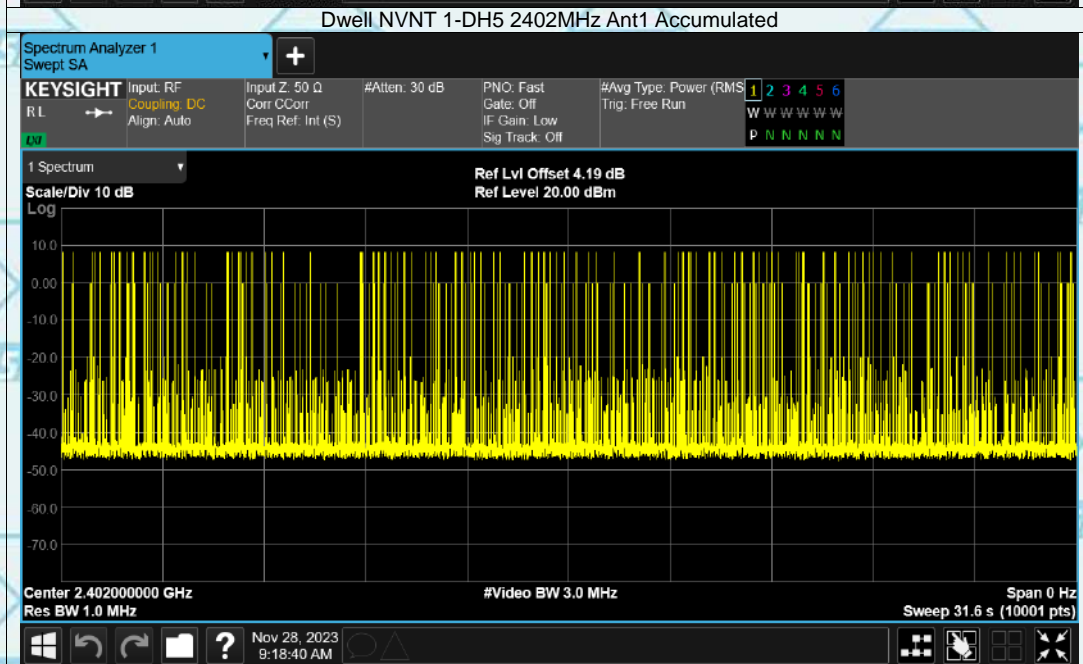 Dwell NVNT 1-DH5 2402MHz Ant1 Accumulated
Spectrum Analyzer 1
Swept SA
+
KEYSIGHT Input: RF Input Z: 50 Ω #Atten: 30 dB PNO: Fast #Avg Type: Power (RMS 1 2 3 4 5 6
RL Coupling: DC Corr CCorr Gate: Off Trig: Free Run W W W W W W
Align: Auto Freq Ref: Int (S) IF Gain: Low
LXI Sig Track: Off P N N N N N
1 Spectrum
Scale/Div 10 dB
Ref Lvl Offset 4.19 dB
Ref Level 20.00 dBm
Log
10.0
0.00
-10.0
-20.0
-30.0
-40.0
-50.0
-60.0
-70.0
Center 2.402000000 GHz #Video BW 3.0 MHz Span 0 Hz
Res BW 1.0 MHz Sweep 31.6 s (10001 pts)
? Nov 28, 2023
9:18:40 AM